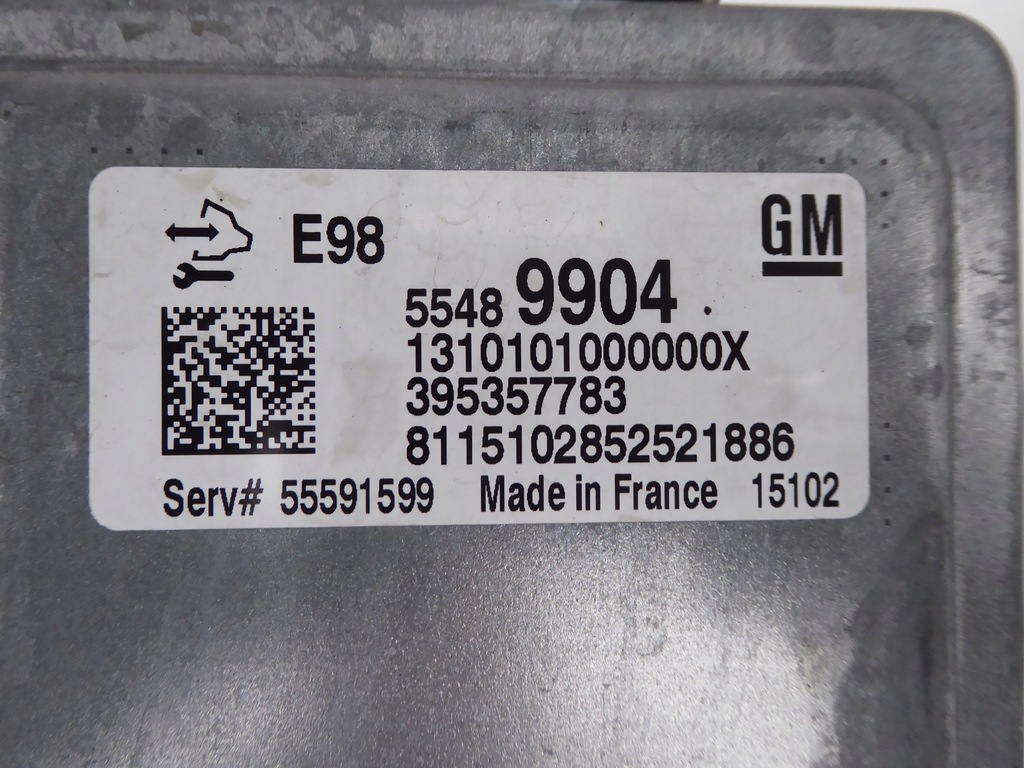 E98
GM
5548 9904
1310101000000X
395357783
8115102852521886
Serv# 55591599 Made in France 15102